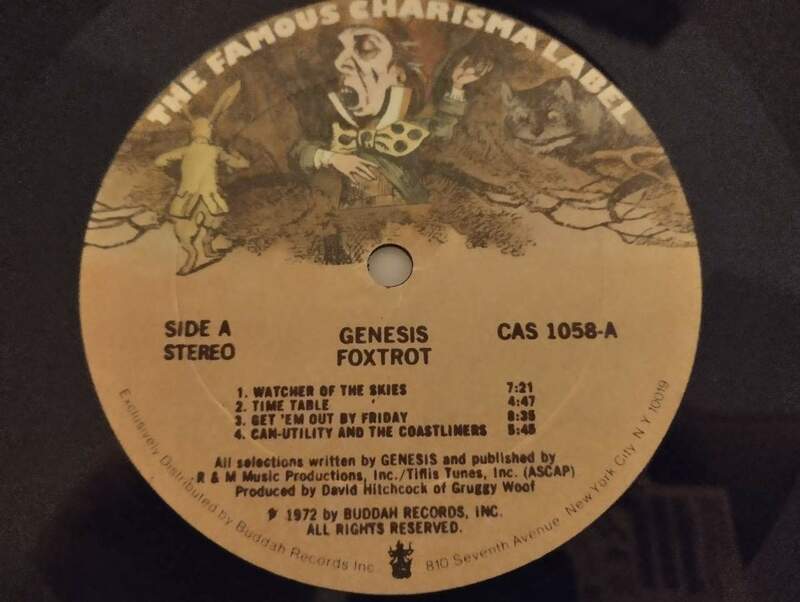 THE FAMOUS CHARISMA LABEL
SIDE A
STEREO
GENESIS
FOXTROT
CAS 1058-A
1. WATCHER OF THE SKIES 7:21
2. TIME TABLE 4:47
3. GET 'EM OUT BY FRIDAY 8:35
4. CAN-UTILITY AND THE COASTLINERS 5:45
All selections written by GENESIS and published by
R & M Music Productions, Inc./Tiflis Tunes, Inc. (ASCAP)
Produced by David Hitchcock of Gruggy Woof
℗ 1972 by BUDDAH RECORDS, INC.
ALL RIGHTS RESERVED.
Exclusively Distributed by Buddah Records Inc. 810 Seventh Avenue New York City N Y 10019